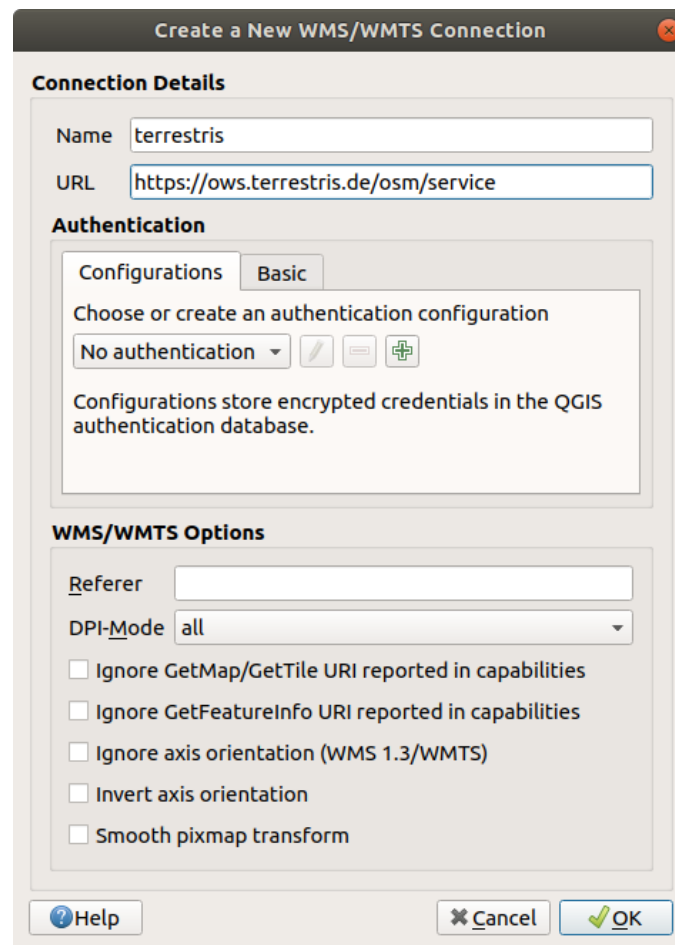 Create a New WMS/WMTS Connection
Connection Details
Name terrestris
URL https://ows.terrestris.de/osm/service
Authentication
Configurations Basic
Choose or create an authentication configuration
No authentication
Configurations store encrypted credentials in the QGIS
authentication database.
WMS/WMTS Options
Referer
DPI-Mode all
Ignore GetMap/GetTile URI reported in capabilities
Ignore GetFeatureInfo URI reported in capabilities
Ignore axis orientation (WMS 1.3/WMTS)
Invert axis orientation
Smooth pixmap transform
Help Cancel OK